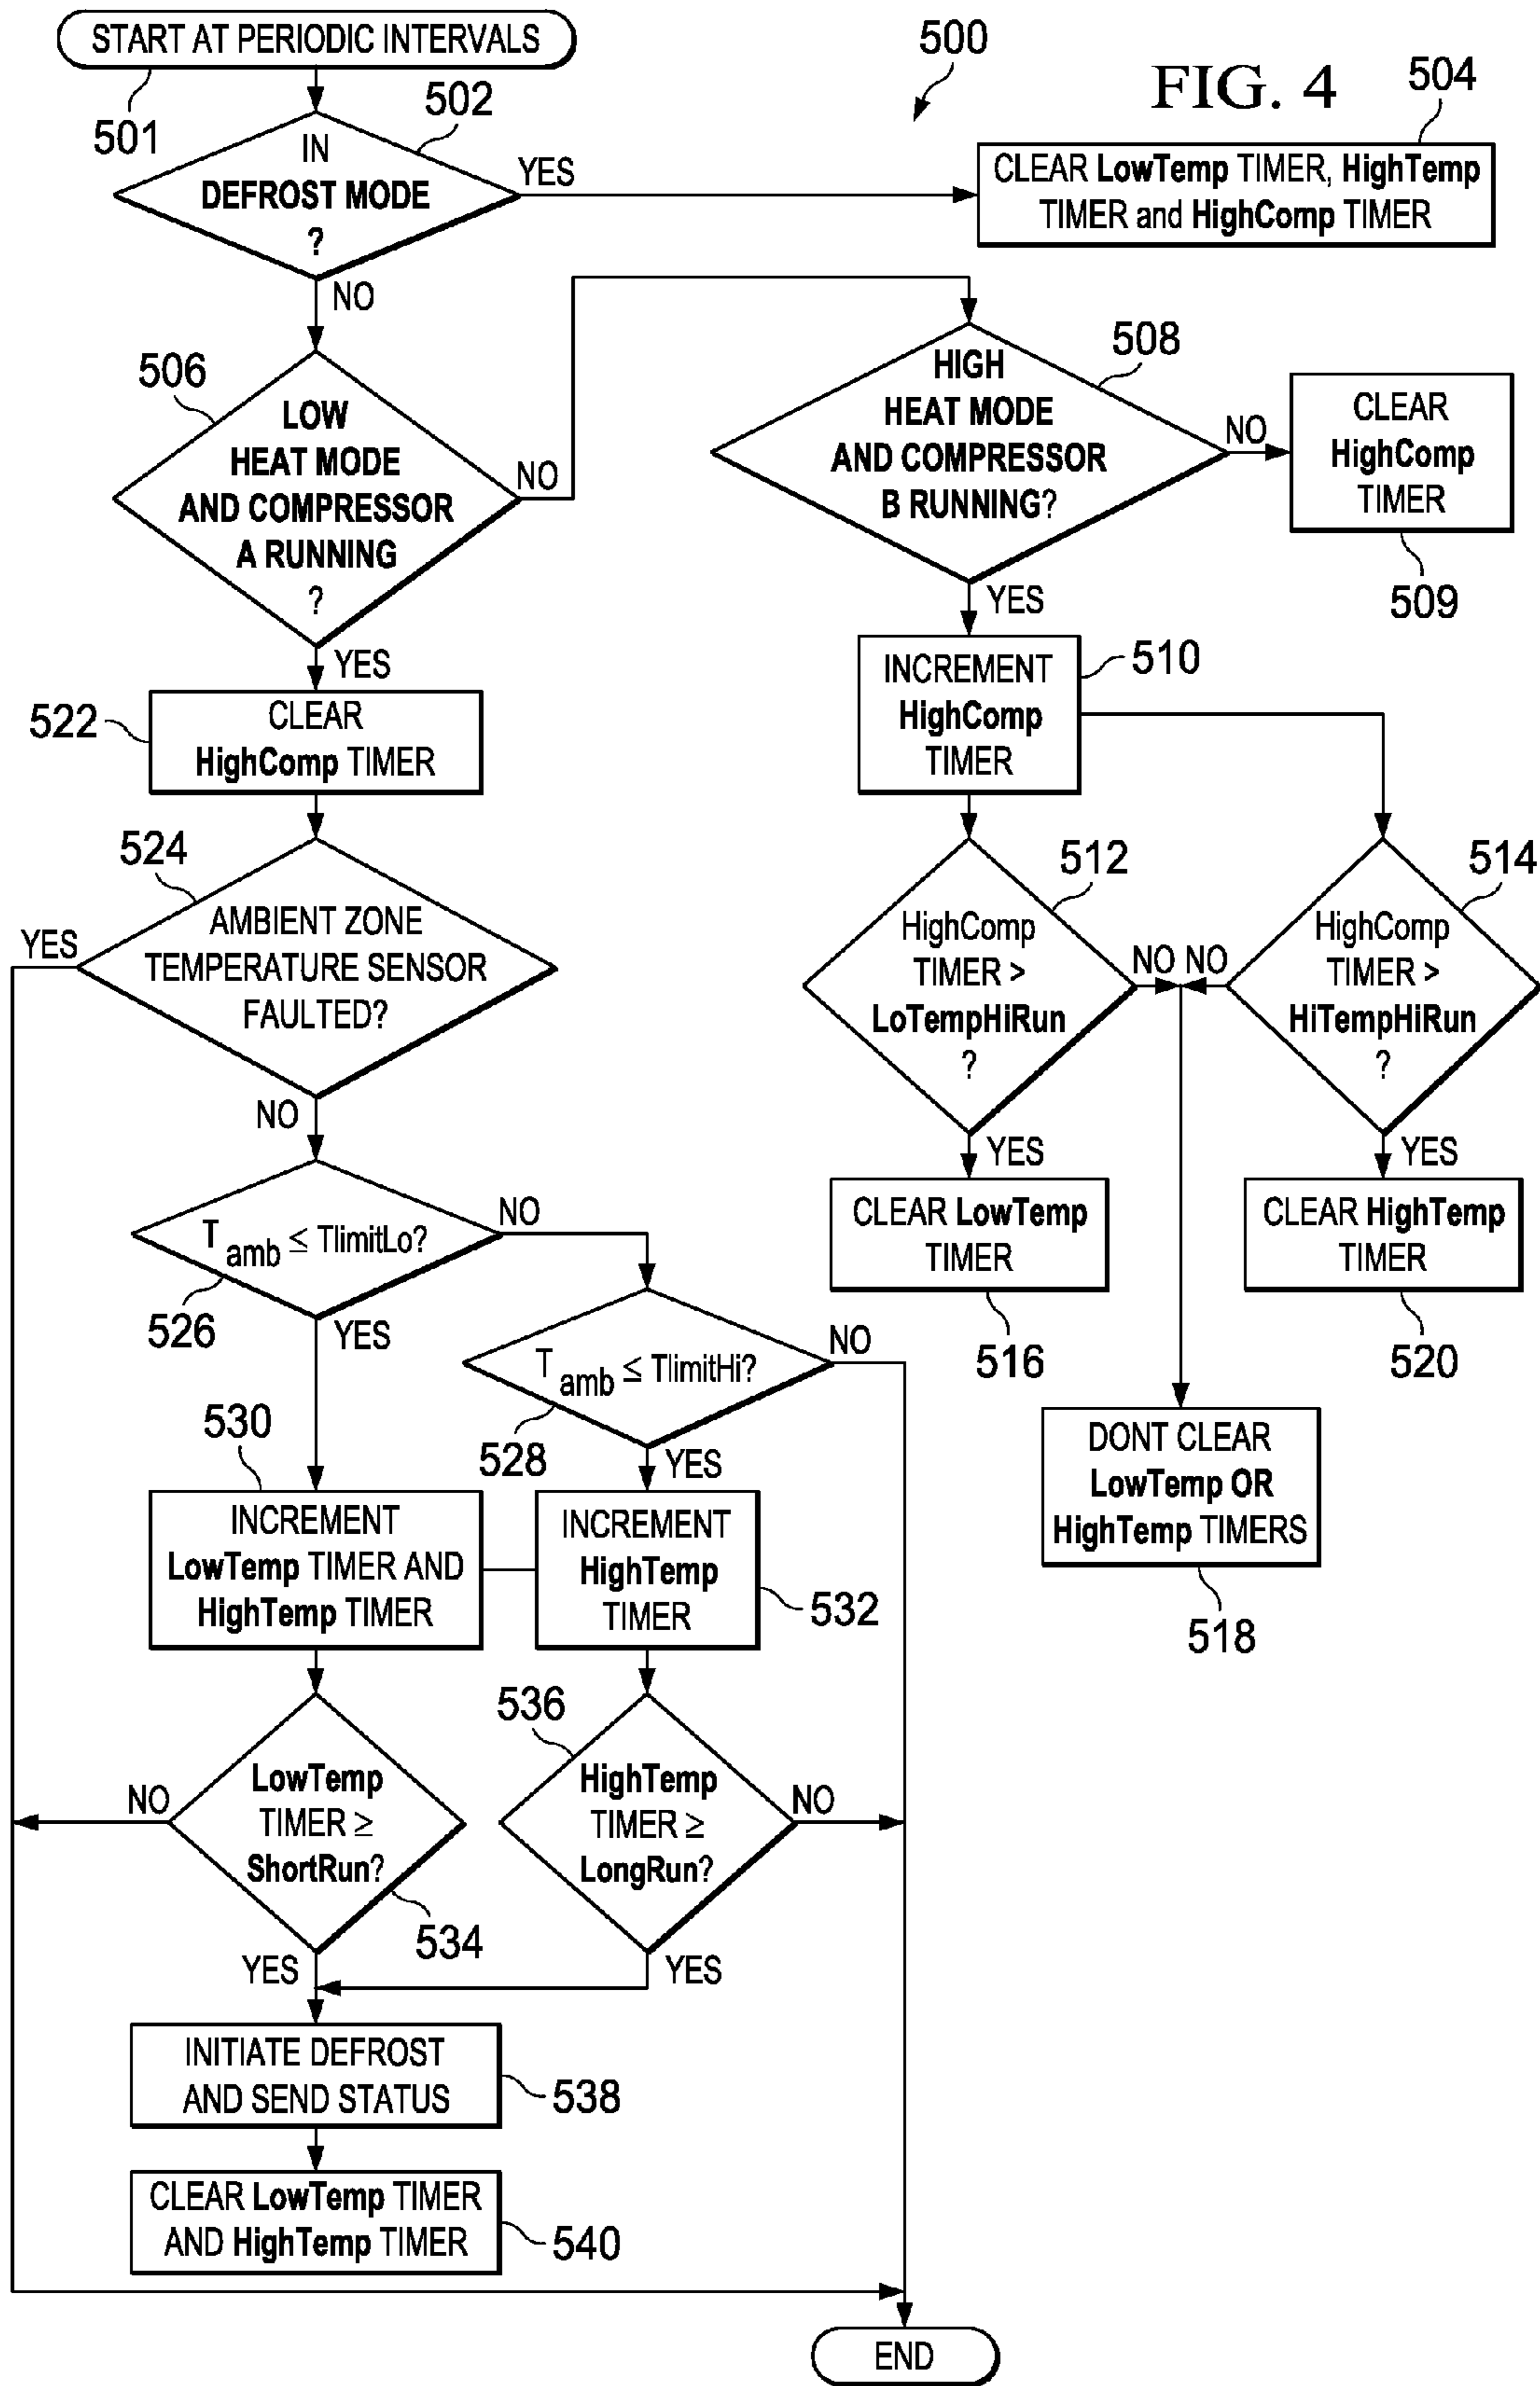 START AT PERIODIC INTERVALS
501
500
FIG. 4
502
IN
DEFROST MODE
?
YES
NO
504
CLEAR LowTemp TIMER, HighTemp
TIMER and HighComp TIMER
506
LOW
HEAT MODE
AND COMPRESSOR
A RUNNING
?
NO
YES
508
HIGH
HEAT MODE
AND COMPRESSOR
B RUNNING?
NO
YES
CLEAR
HighComp
TIMER
509
INCREMENT
HighComp
TIMER
510
522
CLEAR
HighComp TIMER
524
AMBIENT ZONE
TEMPERATURE SENSOR
FAULTED?
YES
NO
512
HighComp
TIMER >
LoTempHiRun
?
NO
YES
514
HighComp
TIMER >
HiTempHiRun
?
NO
YES
CLEAR LowTemp
TIMER
516
CLEAR HighTemp
TIMER
520
DONT CLEAR
LowTemp OR
HighTemp TIMERS
518
Tamb ≤ TlimitLo?
526
NO
YES
Tamb ≤ TlimitHi?
528
NO
YES
530
INCREMENT
LowTemp TIMER AND
HighTemp TIMER
INCREMENT
HighTemp
TIMER
532
LowTemp
TIMER ≥
ShortRun?
534
NO
YES
536
HighTemp
TIMER ≥
LongRun?
NO
YES
INITIATE DEFROST
AND SEND STATUS
538
CLEAR LowTemp TIMER
AND HighTemp TIMER
540
END